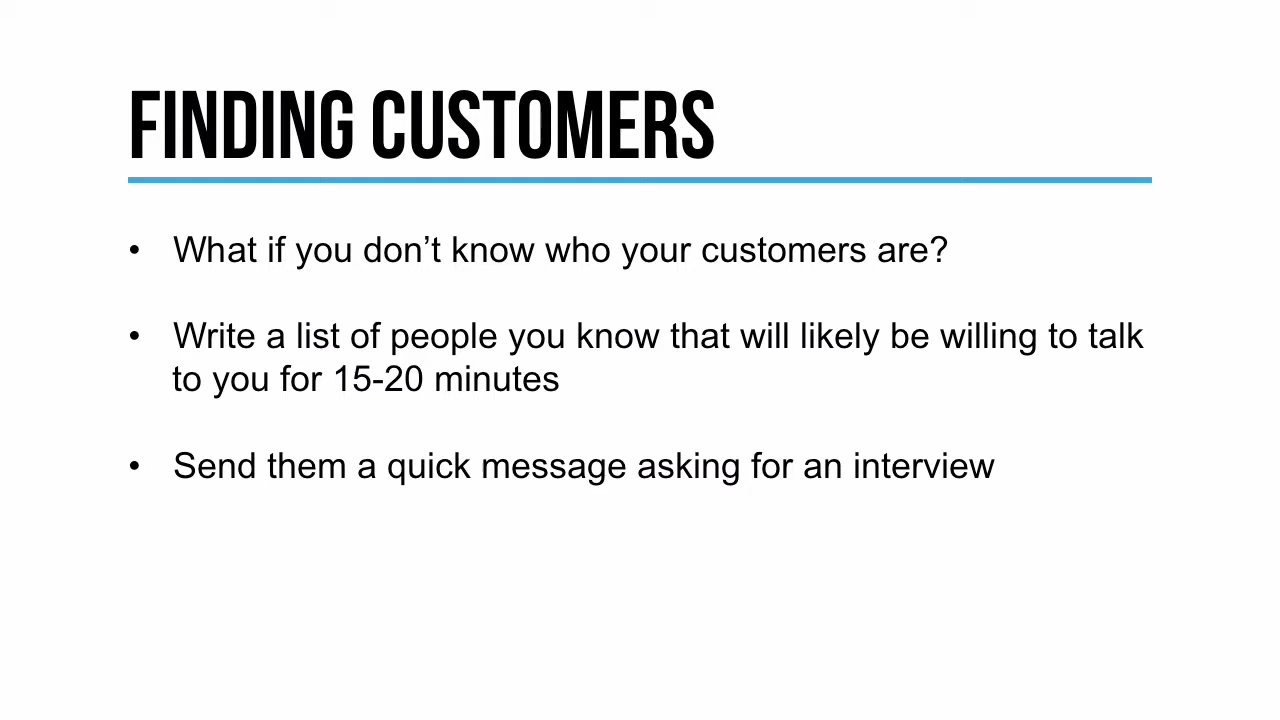 FINDING CUSTOMERS
• What if you don’t know who your customers are?
• Write a list of people you know that will likely be willing to talk
to you for 15-20 minutes
• Send them a quick message asking for an interview